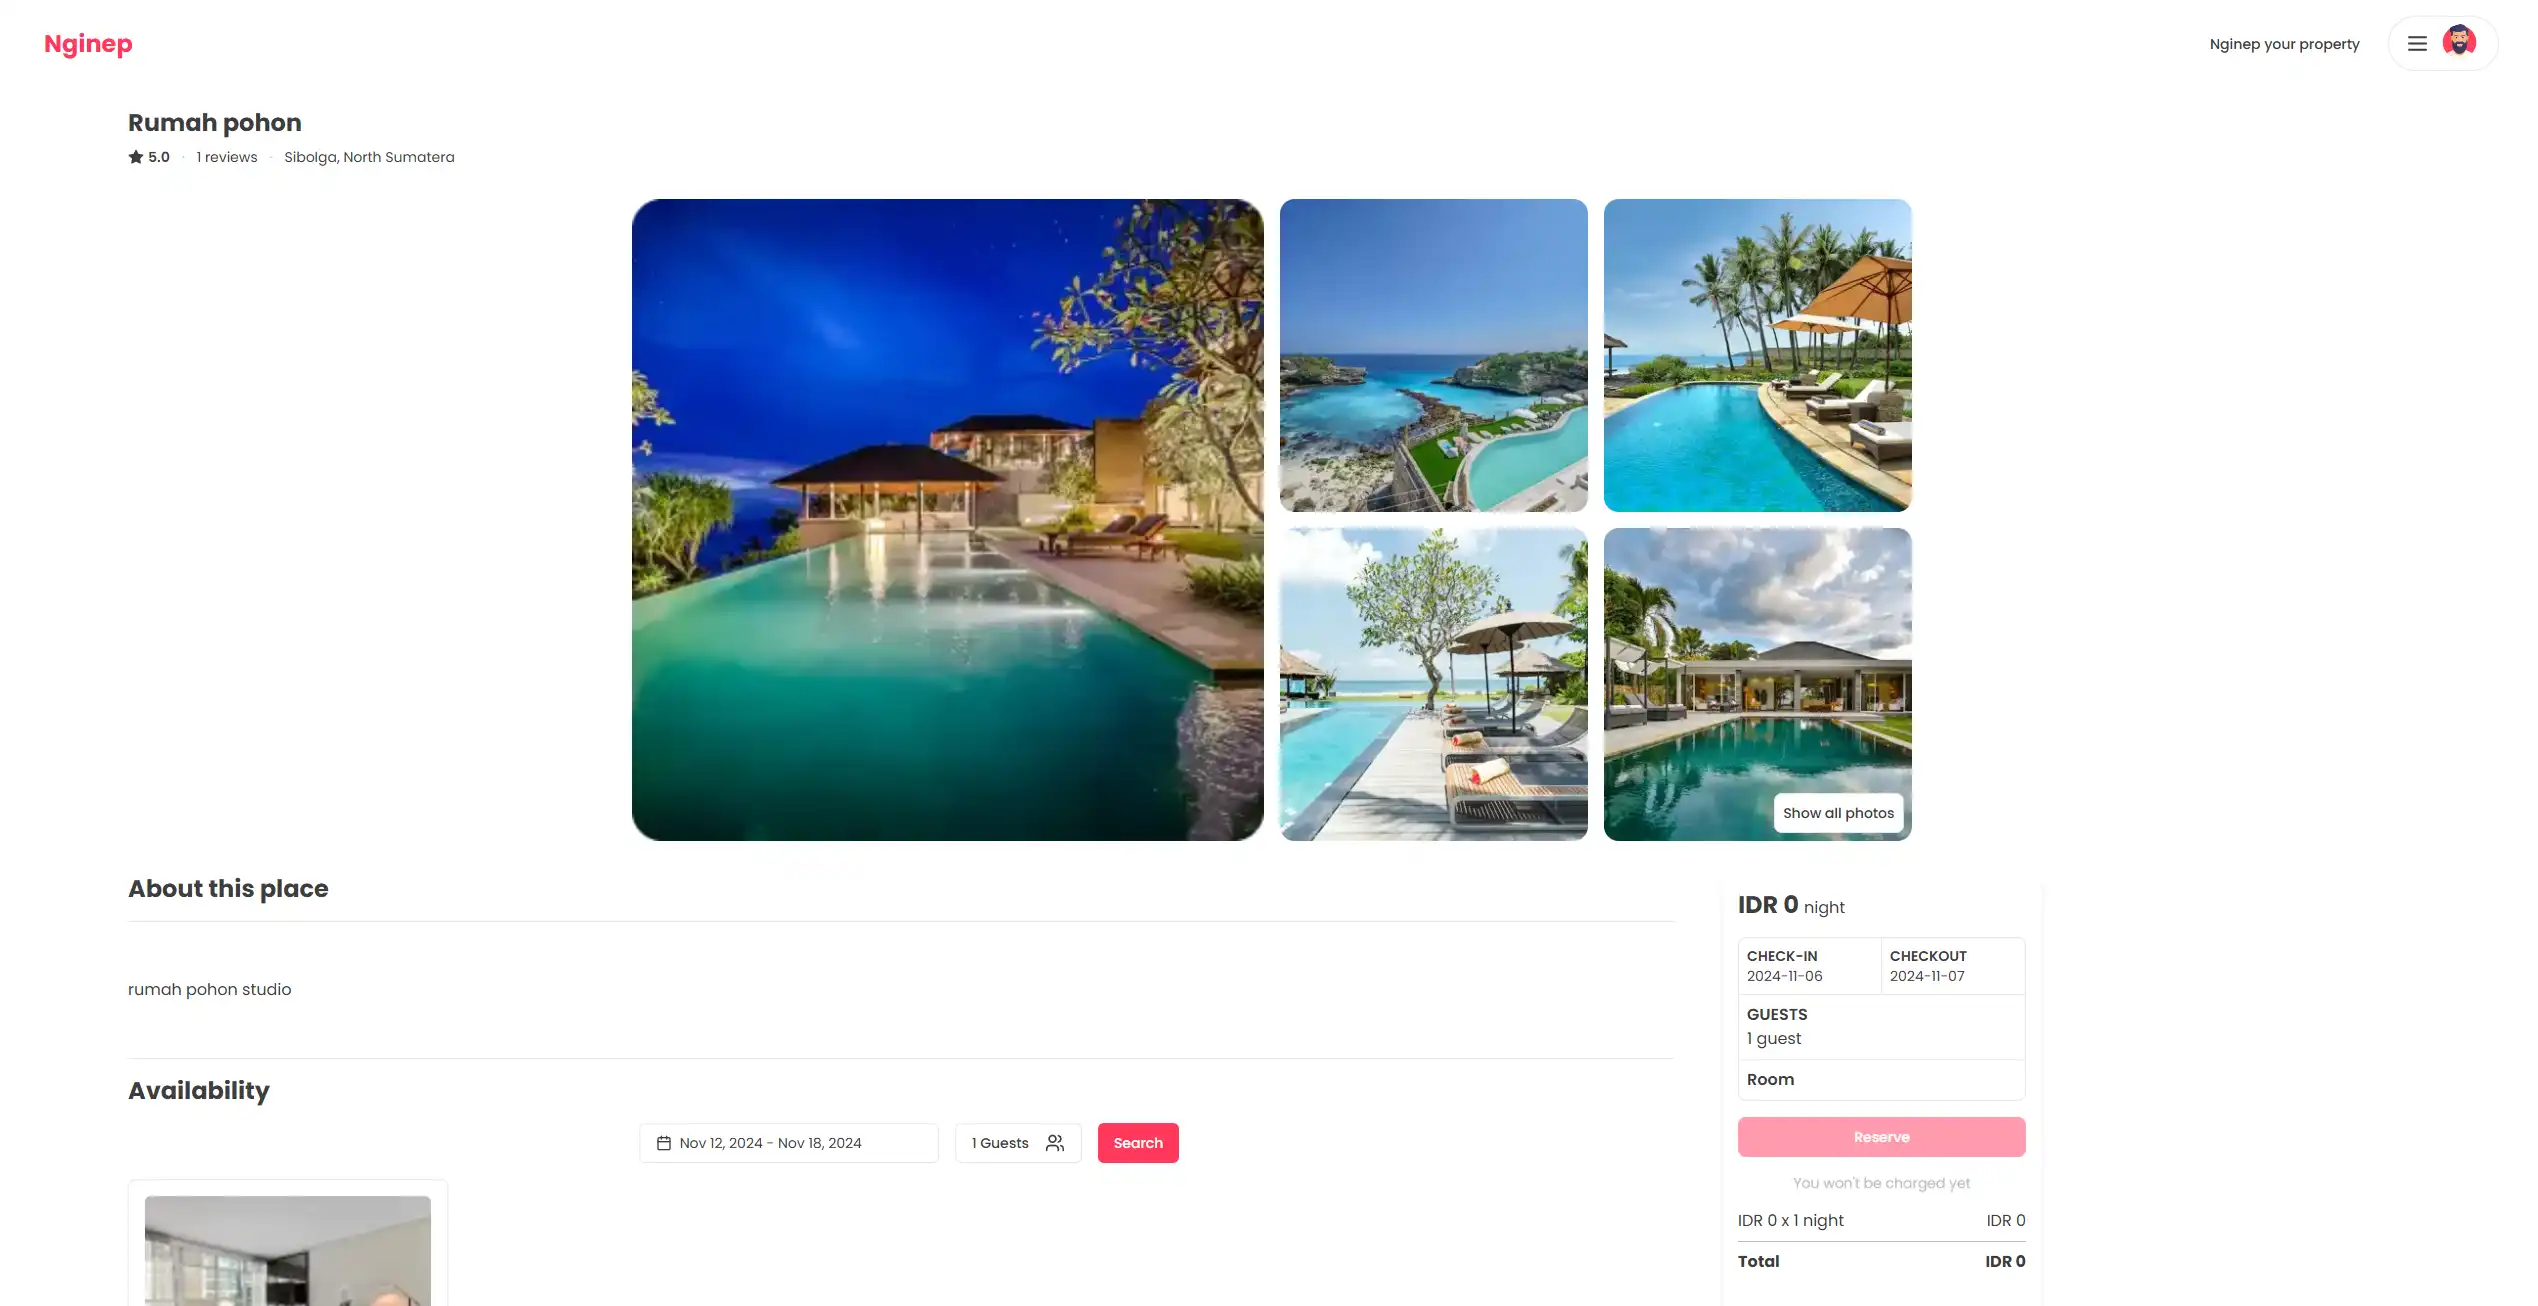 Nginep
Nginep your property
Rumah pohon
5.0 · 1 reviews · Sibolga, North Sumatera
Show all photos
About this place
rumah pohon studio
Availability
Nov 12, 2024 - Nov 18, 2024
1 Guests
Search
IDR 0 night
CHECK-IN
2024-11-06
CHECKOUT
2024-11-07
GUESTS
1 guest
Room
Reserve
You won't be charged yet
IDR 0 x 1 night IDR 0
Total IDR 0